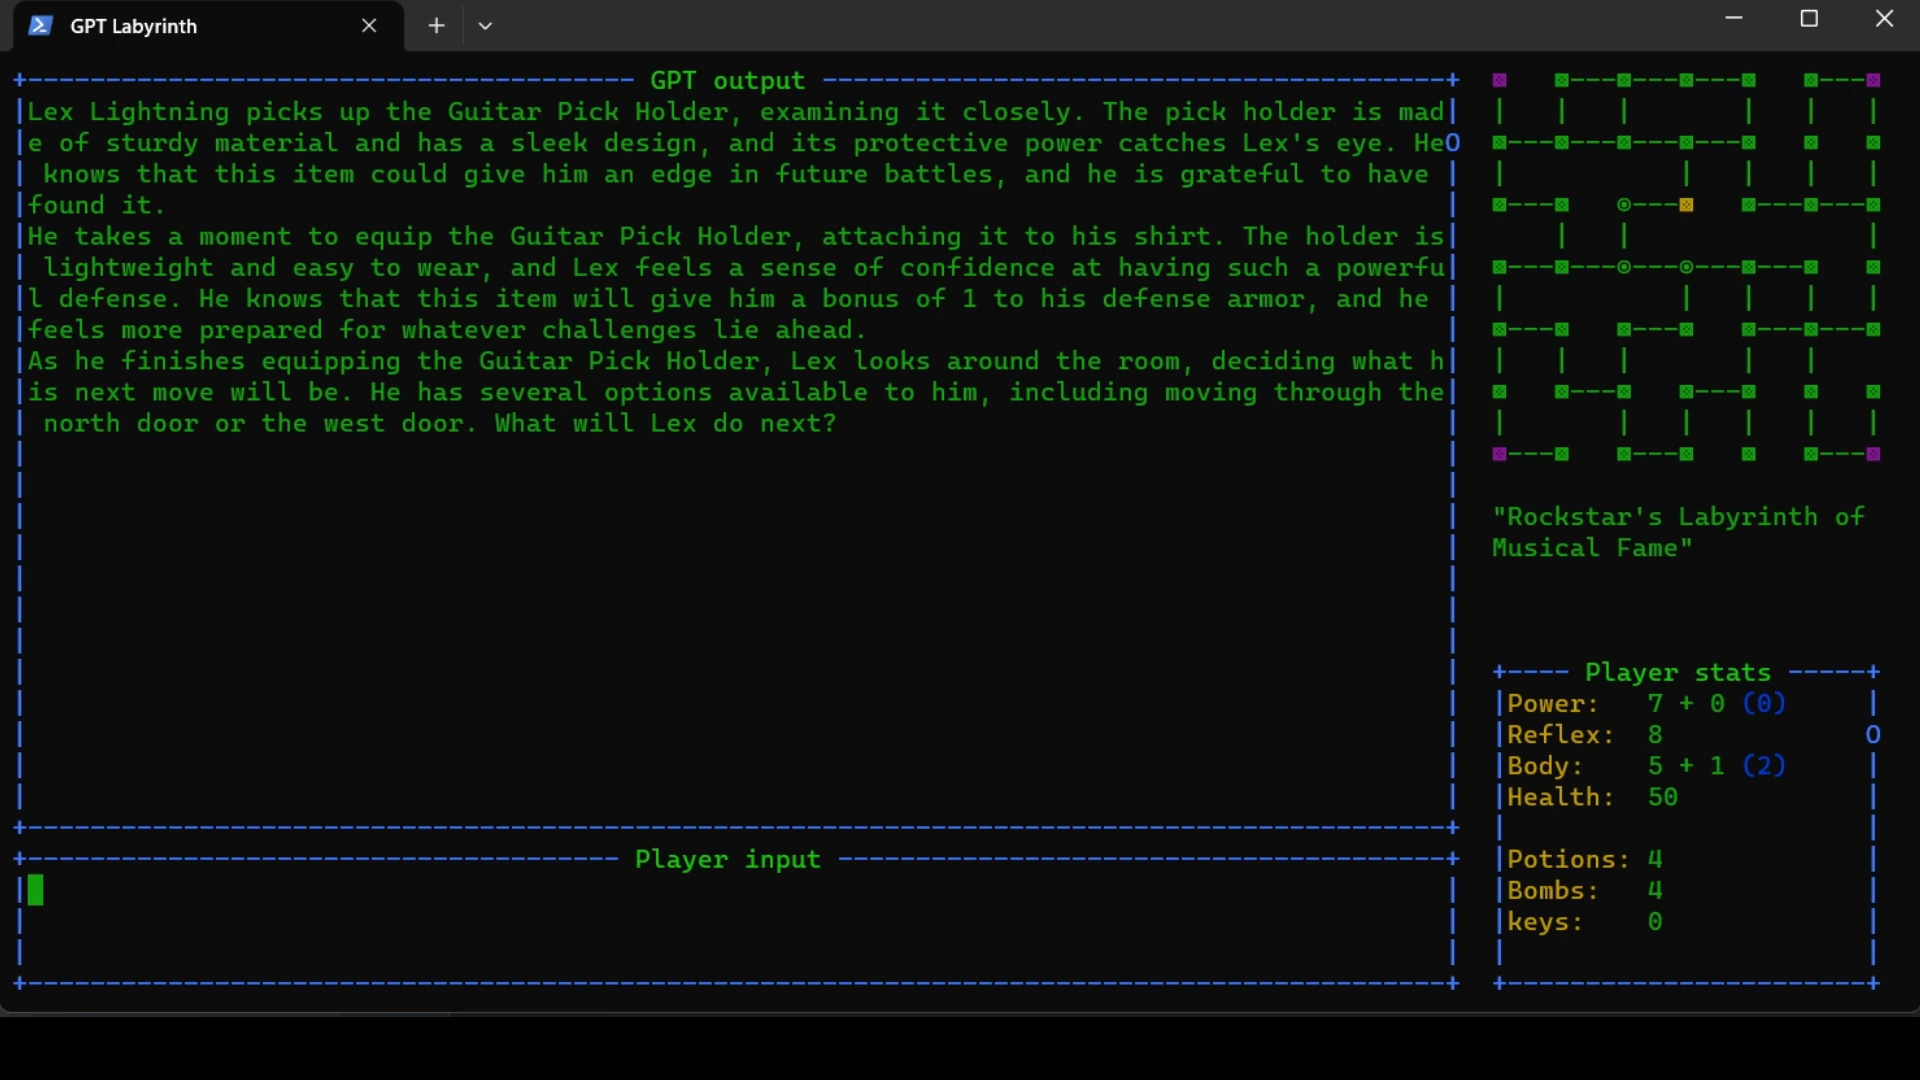 GPT Labyrinth
GPT output
Lex Lightning picks up the Guitar Pick Holder, examining it closely. The pick holder is mad
e of sturdy material and has a sleek design, and its protective power catches Lex's eye. He
knows that this item could give him an edge in future battles, and he is grateful to have
found it.
He takes a moment to equip the Guitar Pick Holder, attaching it to his shirt. The holder is
lightweight and easy to wear, and Lex feels a sense of confidence at having such a powerfu
l defense. He knows that this item will give him a bonus of 1 to his defense armor, and he
feels more prepared for whatever challenges lie ahead.
As he finishes equipping the Guitar Pick Holder, Lex looks around the room, deciding what h
is next move will be. He has several options available to him, including moving through the
north door or the west door. What will Lex do next?
Player input
"Rockstar's Labyrinth of
Musical Fame"
Player stats
Power: 7 + 0 (0)
Reflex: 8
Body: 5 + 1 (2)
Health: 50
Potions: 4
Bombs: 4
keys: 0